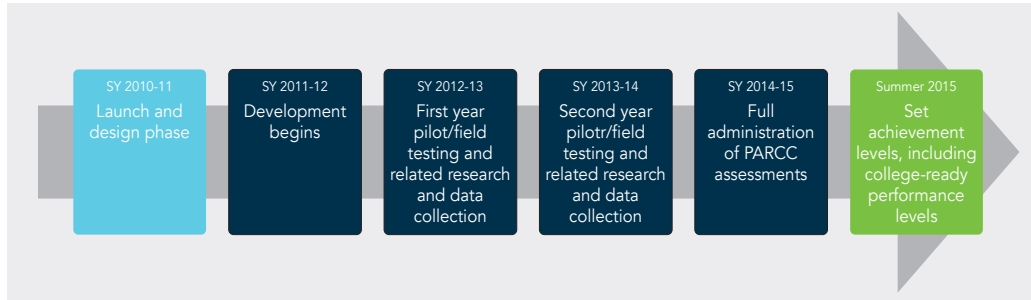 SY 2010-11
Launch and
design phase
SY 2011-12
Development
begins
SY 2012-13
First year
pilot/field
testing and
related research
and data
collection
SY 2013-14
Second year
pilotr/field
testing and
related research
and data
collection
SY 2014-15
Full
administration
of PARCC
assessments
Summer 2015
Set
achievement
levels, including
college-ready
performance
levels